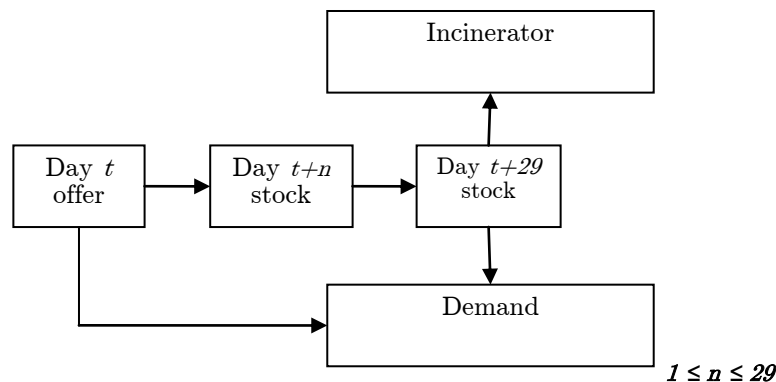 Incinerator
Day t
offer
Day t+n
stock
Day t+29
stock
Demand
1 ≤ n ≤ 29